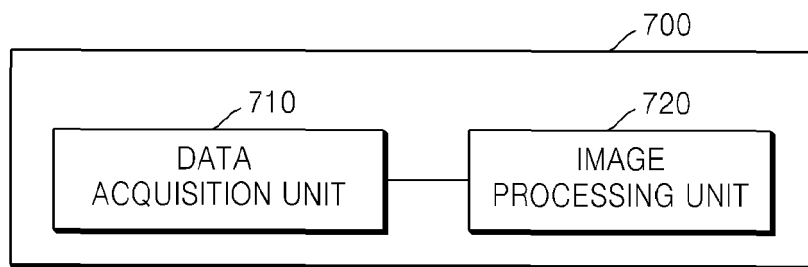 700
710
720
DATA
ACQUISITION UNIT
IMAGE
PROCESSING UNIT